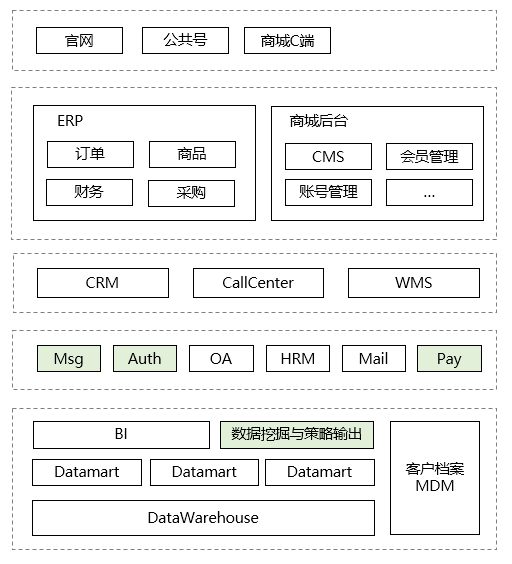 官网
公共号
商城C端
ERP
订单
商品
财务
采购
商城后台
CMS
会员管理
账号管理
...
CRM
CallCenter
WMS
Msg
Auth
OA
HRM
Mail
Pay
BI
数据挖掘与策略输出
Datamart
Datamart
Datamart
DataWarehouse
客户档案
MDM